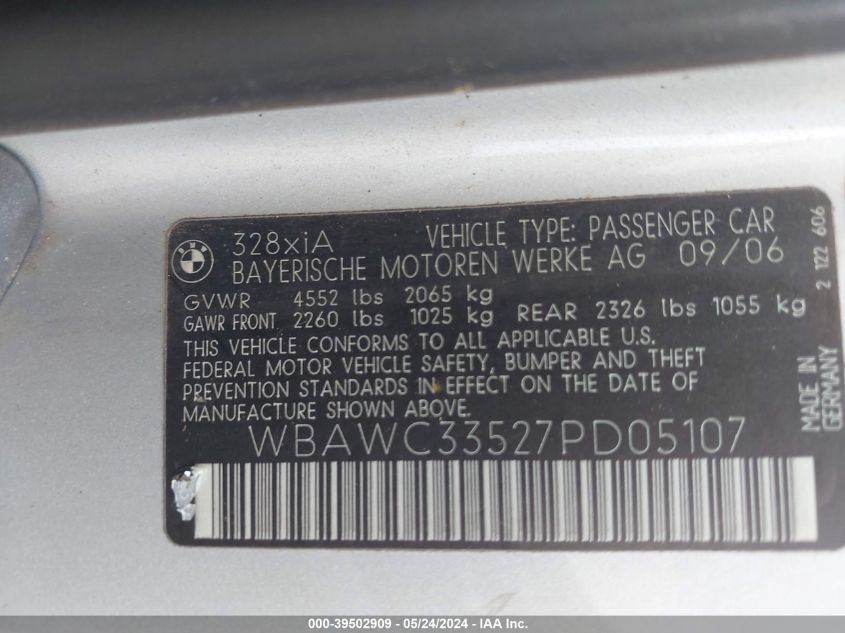 BMW
328xiA VEHICLE TYPE: PASSENGER CAR
BAYERISCHE MOTOREN WERKE AG 09/06
GVWR 4552 lbs 2065 kg
GAWR FRONT 2260 lbs 1025 kg REAR 2326 lbs 1055 kg
THIS VEHICLE CONFORMS TO ALL APPLICABLE U.S.
FEDERAL MOTOR VEHICLE SAFETY, BUMPER AND THEFT
PREVENTION STANDARDS IN EFFECT ON THE DATE OF
MANUFACTURE SHOWN ABOVE.
WBAWC33527PD05107
2 122 606
MADE IN
GERMANY
000-39502909 - 05/24/2024 - IAA Inc.